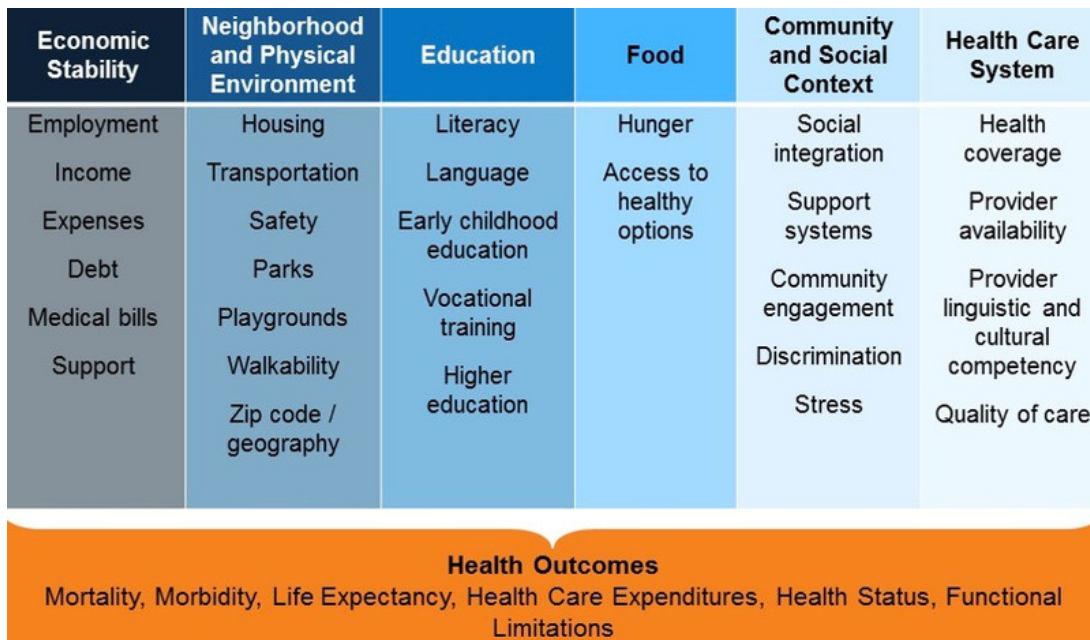 Economic
Stability
Neighborhood
and Physical
Environment
Education
Food
Community
and Social
Context
Health Care
System
Employment
Income
Expenses
Debt
Medical bills
Support
Housing
Transportation
Safety
Parks
Playgrounds
Walkability
Zip code /
geography
Literacy
Language
Early childhood
education
Vocational
training
Higher
education
Hunger
Access to
healthy
options
Social
integration
Support
systems
Community
engagement
Discrimination
Stress
Health
coverage
Provider
availability
Provider
linguistic and
cultural
competency
Quality of care
Health Outcomes
Mortality, Morbidity, Life Expectancy, Health Care Expenditures, Health Status, Functional
Limitations